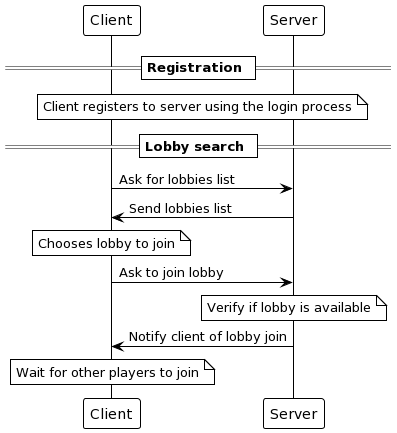 Client Server
Registration
Client registers to server using the login process
Lobby search
Ask for lobbies list
Send lobbies list
Chooses lobby to join
Ask to join lobby
Verify if lobby is available
Notify client of lobby join
Wait for other players to join
Client Server